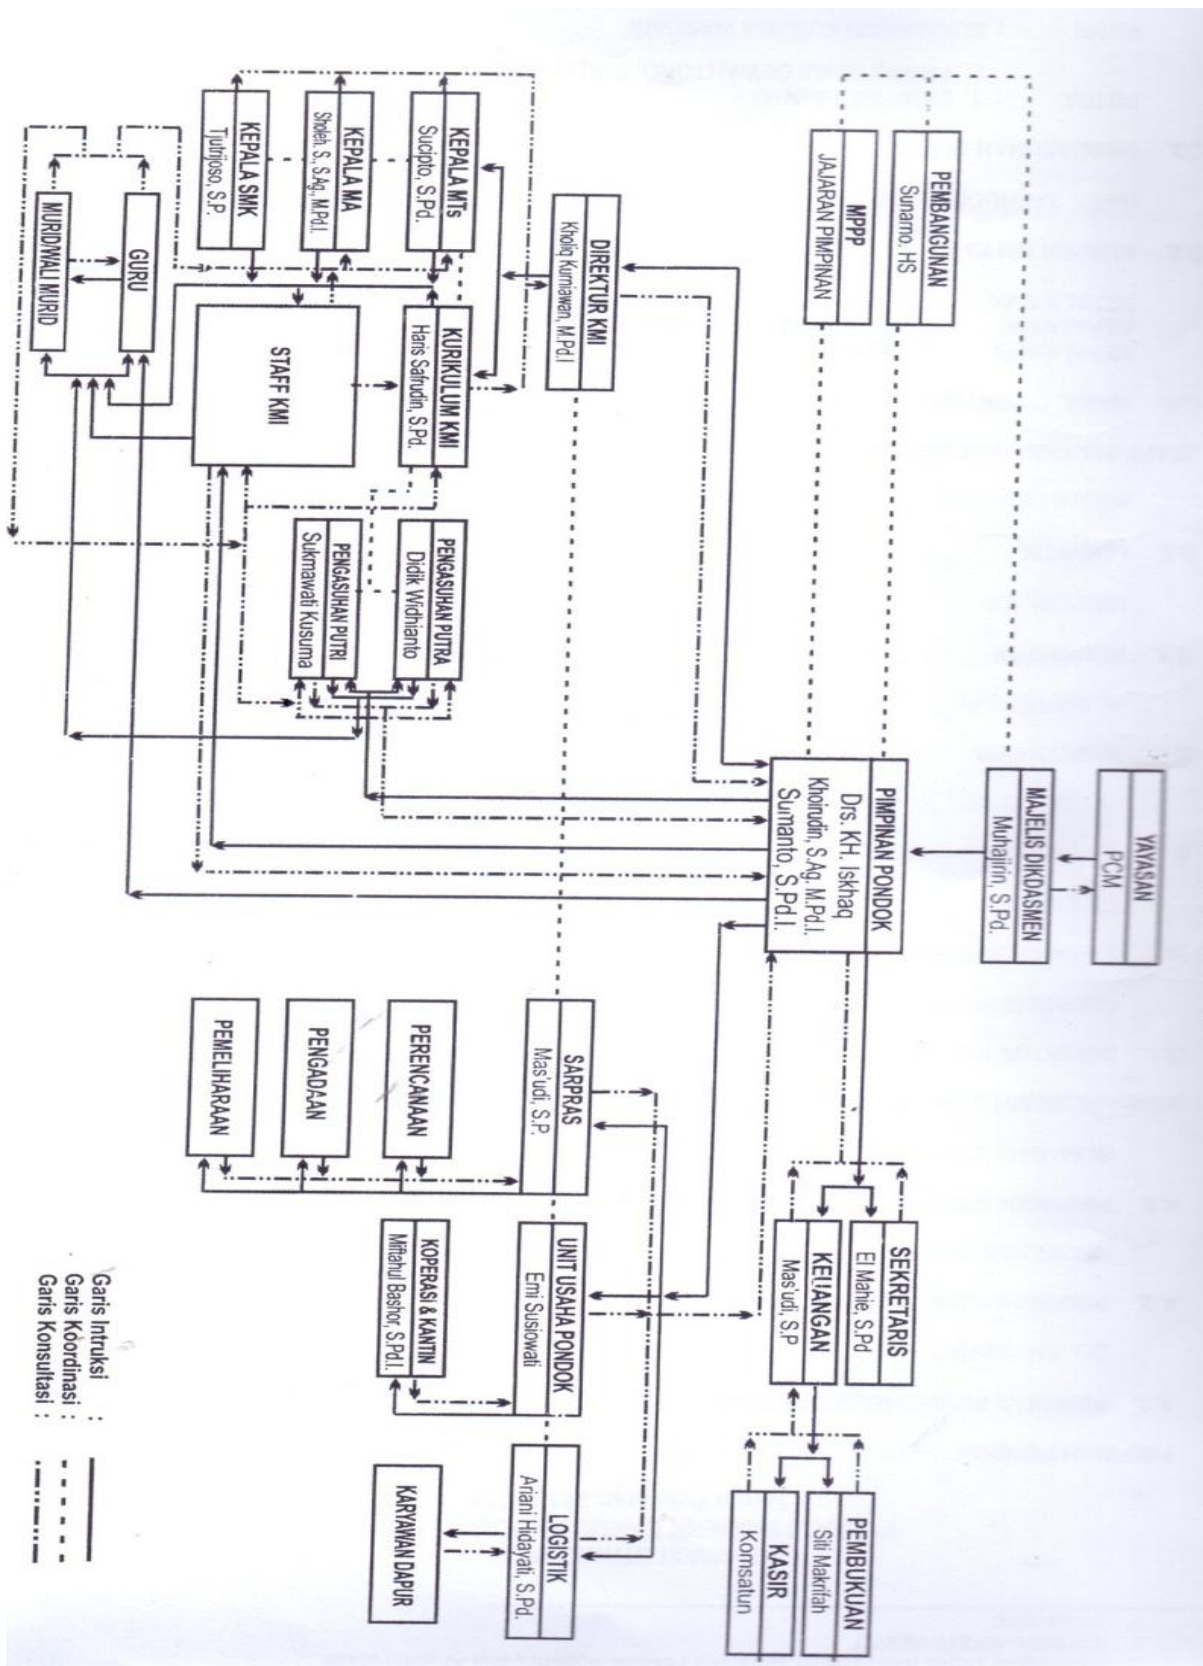 YAYASAN
PCM
MAJELIS DIKDASMEN
Muhajirin, S.Pd.
PEMBANGUNAN
Sunarno. HS
MPPP
JAJARAN PIMPINAN
PIMPINAN PONDOK
Drs. KH. Iskhaq
Khoirudin, S.Ag. M.Pd.I.
Sumanto, S.Pd.I.
SEKRETARIS
El Mahie, S.Pd
KEUANGAN
Mas'udi, S.P
PEMBUKUAN
Siti Makrifah
KASIR
Komsatun
DIREKTUR KMI
Kholiq Kurniawan, M.Pd.I
SARPRAS
Mas'udi, S.P.
UNIT USAHA PONDOK
Erni Susiowati
LOGISTIK
Ariani Hidayati, S.Pd.
KEPALA MTs
Sucipto, S.Pd.
KEPALA MA
Sholeh. S., S.Ag., M.Pd.I.
KEPALA SMK
Tjutrijoso, S.P.
KURIKULUM KMI
Haris Safrudin, S.Pd.
STAFF KMI
PENGASUHAN PUTRA
Didik Widhianto
PENGASUHAN PUTRI
Sukmawati Kusuma
PERENCANAAN
PENGADAAN
PEMELIHARAAN
KOPERASI & KANTIN
Miftahul Bashor, S.Pd.I.
KARYAWAN DAPUR
GURU
MURID/WALI MURID
Garis Intruksi :
Garis Koordinasi :
Garis Konsultasi :